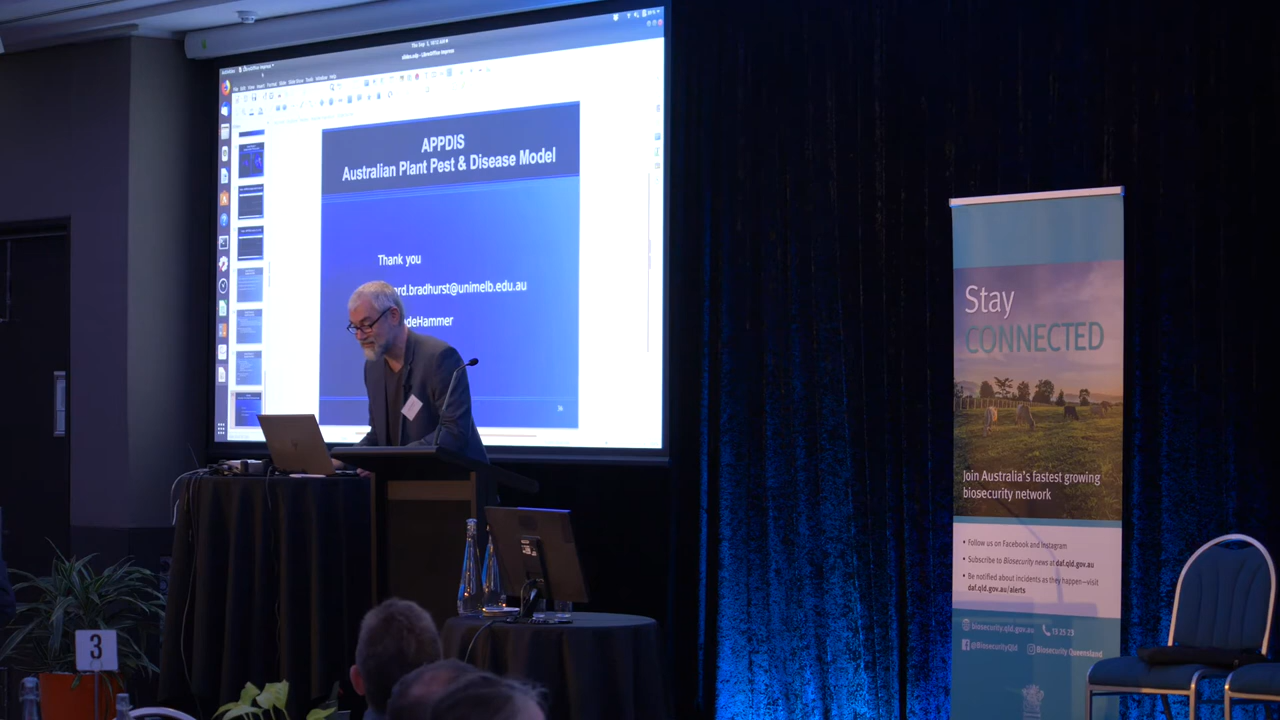 APPDIS
Australian Plant Pest & Disease Model
Thank you
ard.bradhurst@unimelb.edu.au
deHammer
36
Stay
CONNECTED
Join Australia's fastest growing
biosecurity network
• Follow us on Facebook and Instagram
• Subscribe to Biosecurity news at daf.qld.gov.au
• Be notified about incidents as they happen—visit
daf.qld.gov.au/alerts
biosecurity.qld.gov.au 13 25 23
@BiosecurityQld Biosecurity Queensland
3